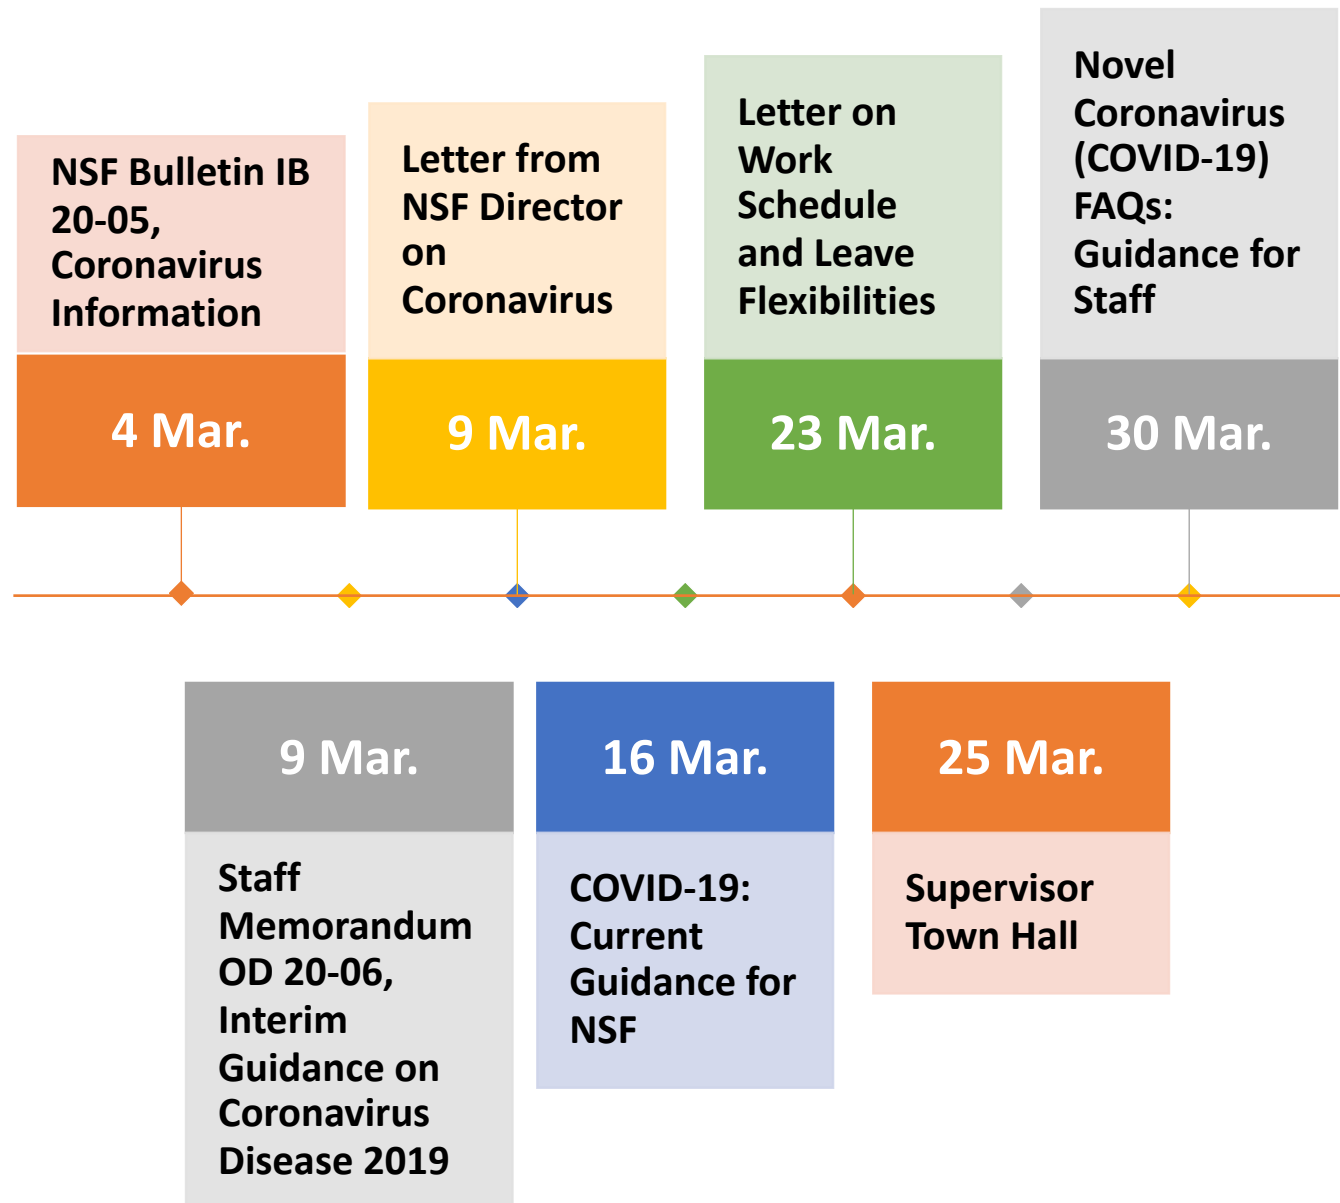 NSF Bulletin IB
20-05,
Coronavirus
Information
4 Mar.
Letter from
NSF Director
on
Coronavirus
9 Mar.
Letter on
Work
Schedule
and Leave
Flexibilities
23 Mar.
Novel
Coronavirus
(COVID-19)
FAQs:
Guidance for
Staff
30 Mar.
9 Mar.
Staff
Memorandum
OD 20-06,
Interim
Guidance on
Coronavirus
Disease 2019
16 Mar.
COVID-19:
Current
Guidance for
NSF
25 Mar.
Supervisor
Town Hall